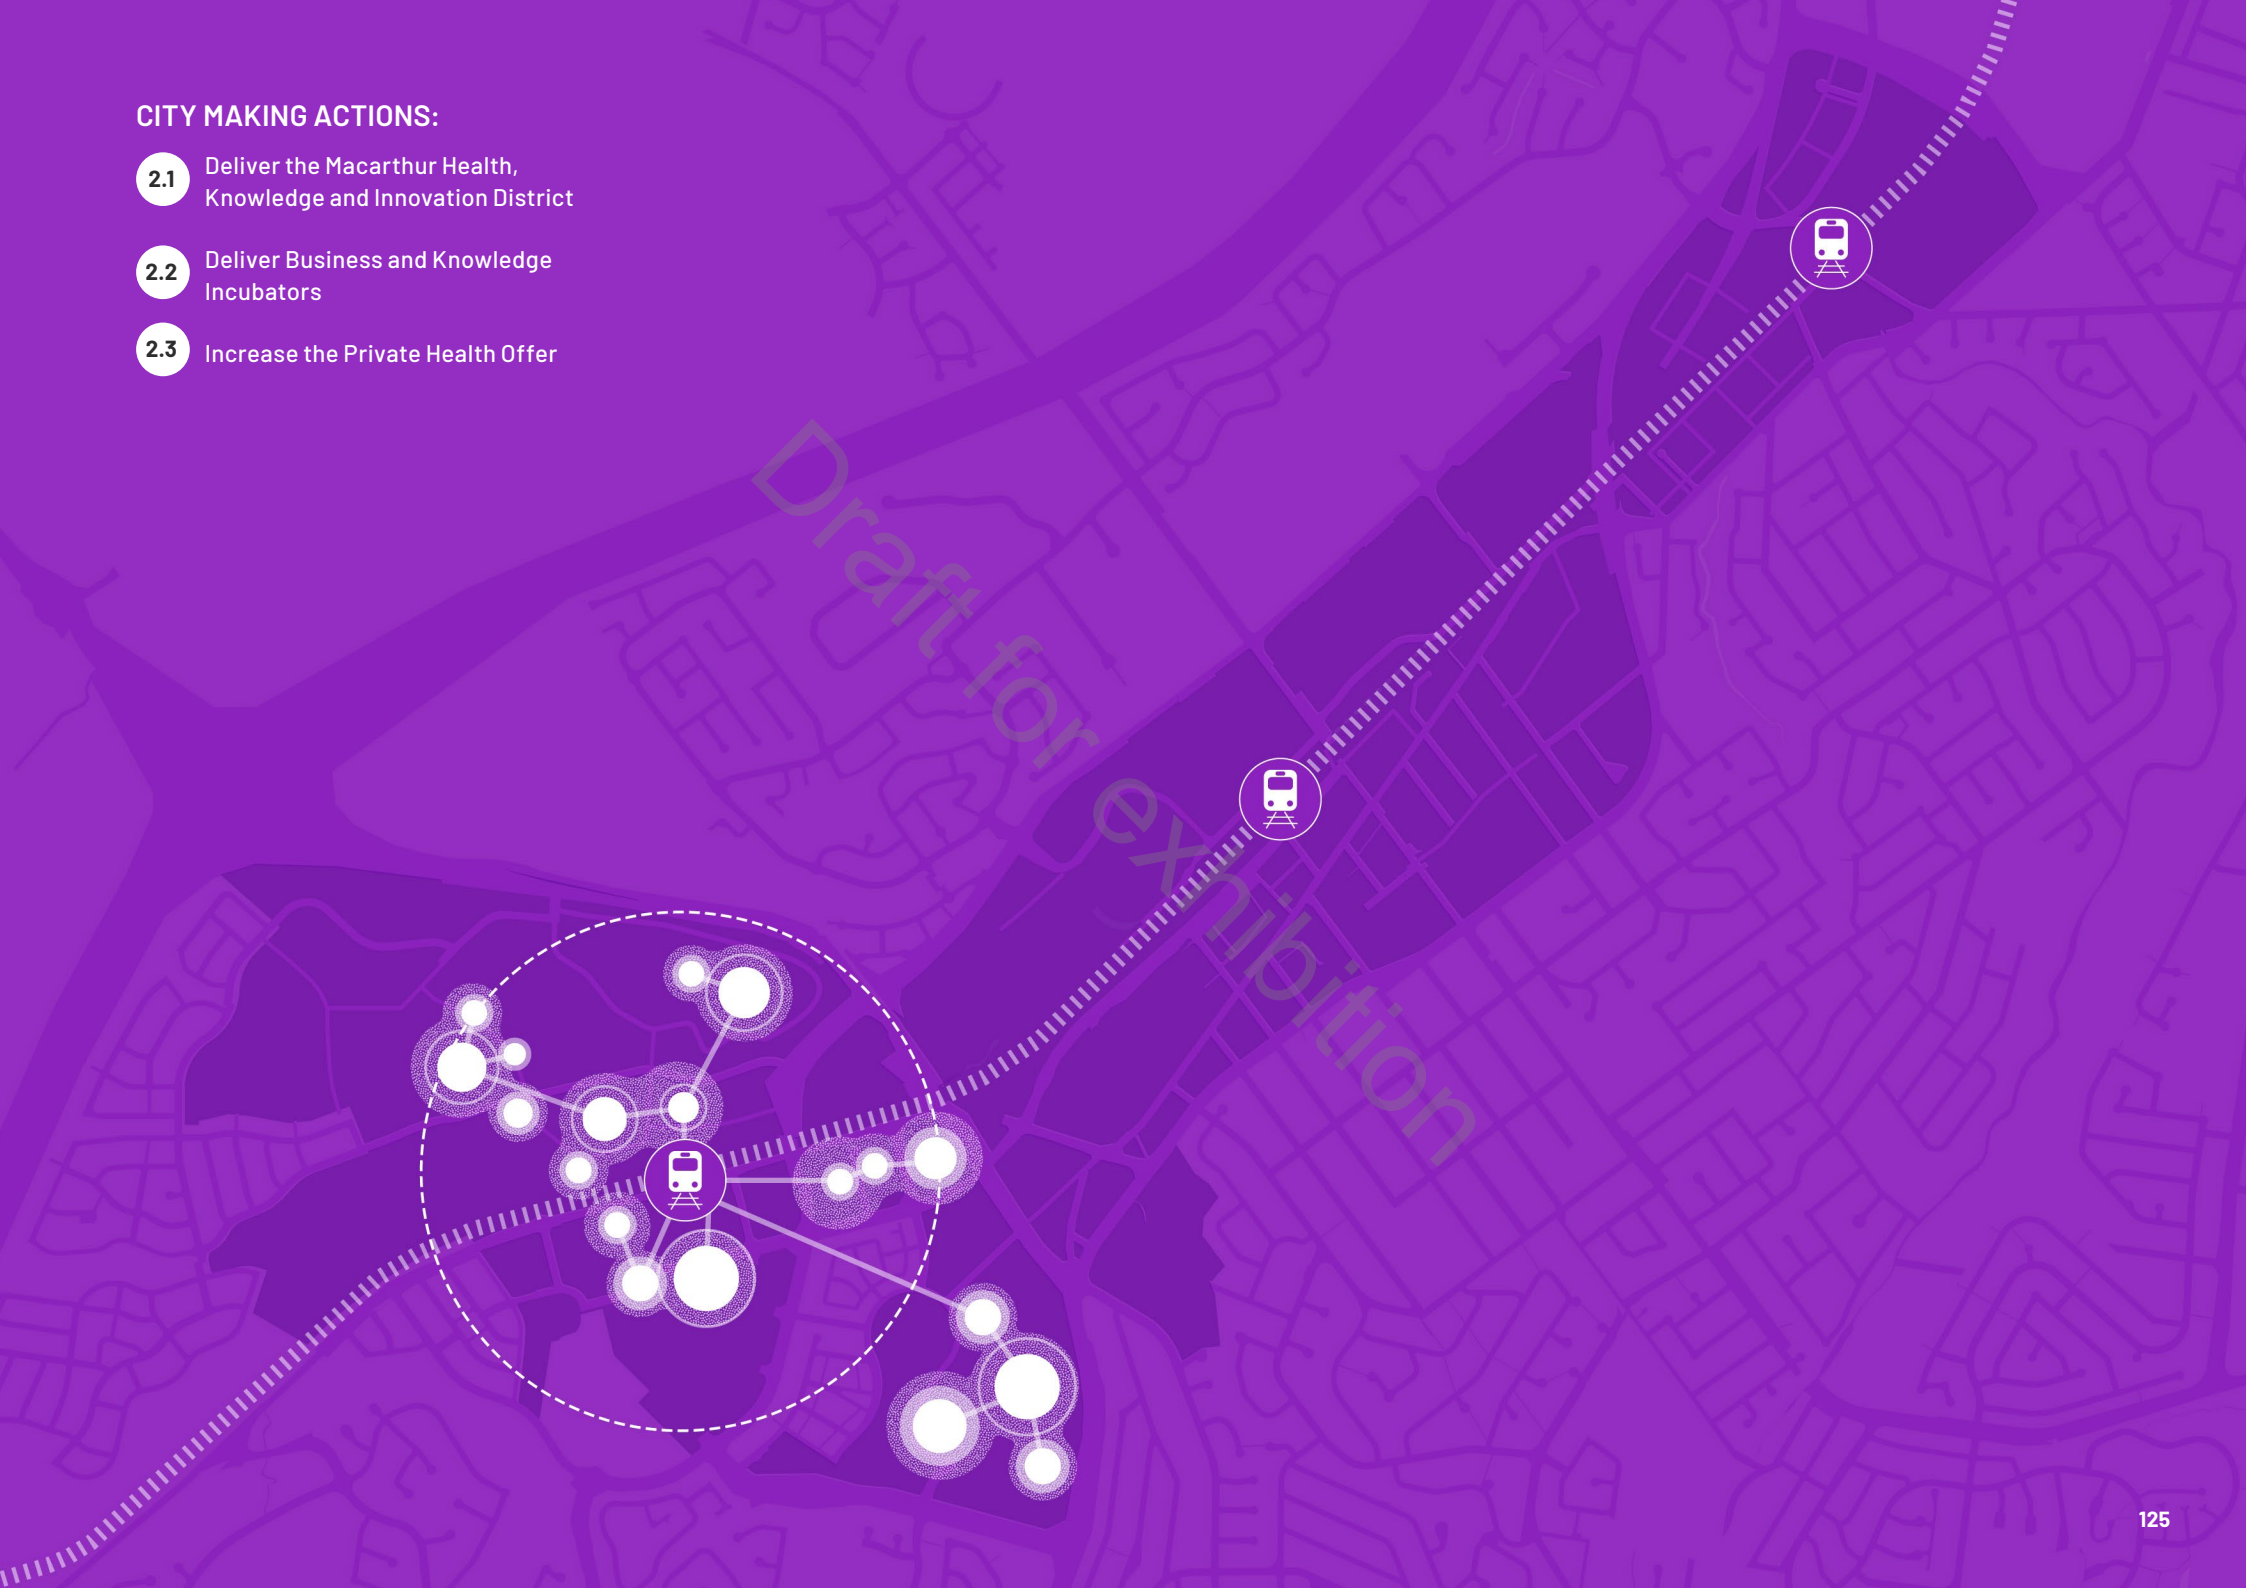 CITY MAKING ACTIONS:
2.1
Deliver the Macarthur Health,
Knowledge and Innovation District
2.2
Deliver Business and Knowledge
Incubators
2.3
Increase the Private Health Offer
Draft for exhibition
125